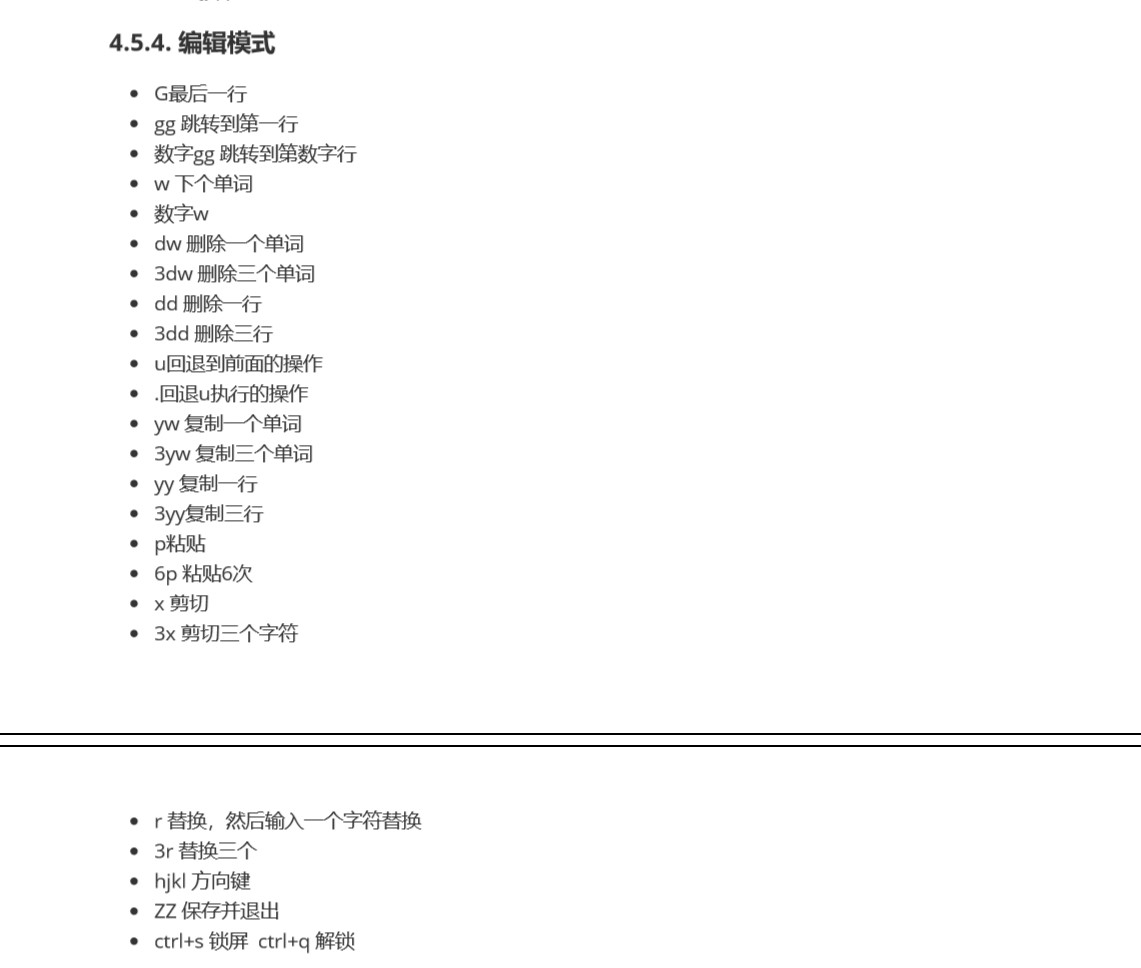 4.5.4. 编辑模式
G最后一行
gg 跳转到第一行
数字gg 跳转到第数字行
w 下个单词
数字w
dw 删除一个单词
3dw 删除三个单词
dd 删除一行
3dd 删除三行
u回退到前面的操作
.回退u执行的操作
yw 复制一个单词
3yw 复制三个单词
yy 复制一行
3yy复制三行
p粘贴
6p 粘贴6次
x 剪切
3x 剪切三个字符
r 替换，然后输入一个字符替换
3r 替换三个
hjkl 方向键
ZZ 保存并退出
ctrl+s 锁屏 ctrl+q 解锁